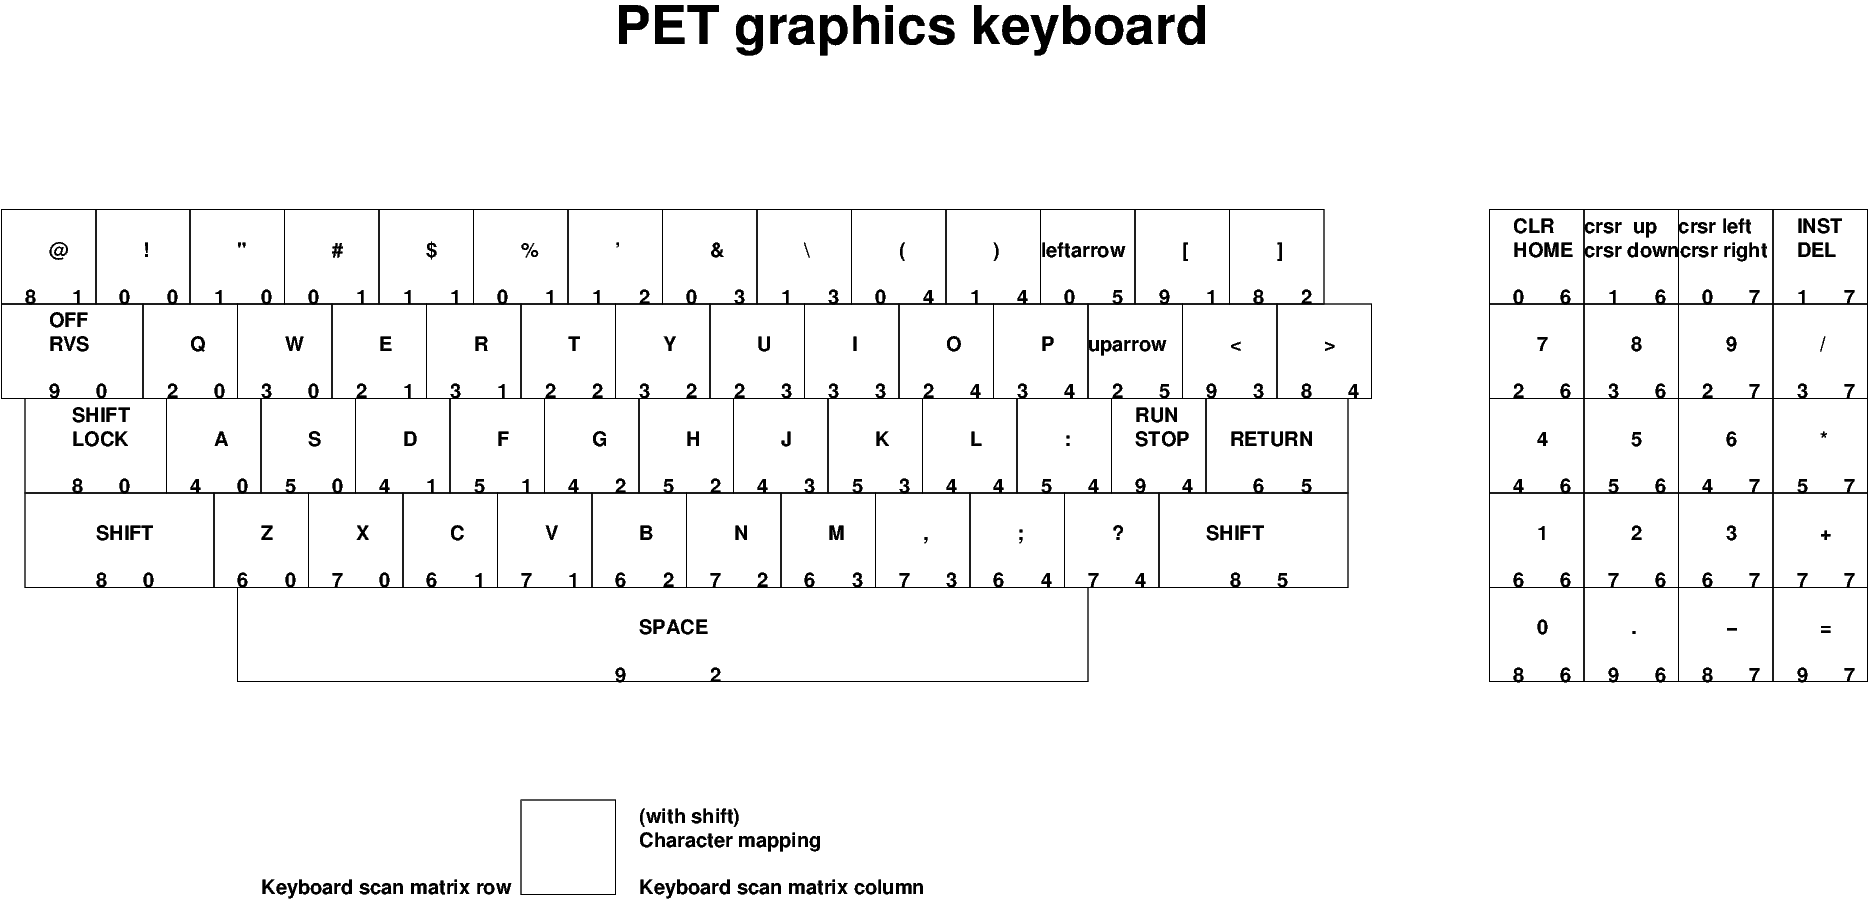 PET graphics keyboard
CLR crsr up crsr left INST
@ ! " # $ % ' & \ ( ) leftarrow [ ] HOME crsr down crsr right DEL
8 1 0 0 1 0 0 1 1 1 0 1 1 2 0 3 1 3 0 4 1 4 0 5 9 1 8 2 0 6 1 6 0 7 1 7
OFF
RVS Q W E R T Y U I O P uparrow < > 7 8 9 /
9 0 2 0 3 0 2 1 3 1 2 2 3 2 2 3 3 3 2 4 3 4 2 5 9 3 8 4 2 6 3 6 2 7 3 7
SHIFT RUN
LOCK A S D F G H J K L : STOP RETURN 4 5 6 *
8 0 4 0 5 0 4 1 5 1 4 2 5 2 4 3 5 3 4 4 5 4 9 4 6 5 4 6 5 6 4 7 5 7
SHIFT Z X C V B N M , ; ? SHIFT 1 2 3 +
8 0 6 0 7 0 6 1 7 1 6 2 7 2 6 3 7 3 6 4 7 4 8 5 6 6 7 6 6 7 7 7
SPACE 0 . − =
9 2 8 6 9 6 8 7 9 7
(with shift)
Character mapping
Keyboard scan matrix row Keyboard scan matrix column